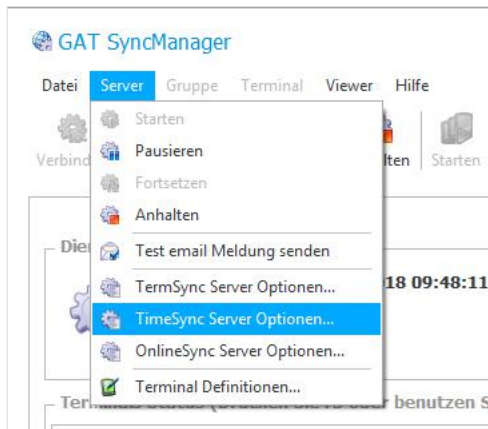 GAT SyncManager
Datei Server Gruppe Terminal Viewer Hilfe
Starten
Pausieren
Fortsetzen
Anhalten
Test email Meldung senden
TermSync Server Optionen...
TimeSync Server Optionen...
OnlineSync Server Optionen...
Terminal Definitionen...
Verbind lten Starten
Die
18 09:48:11
benutzen S